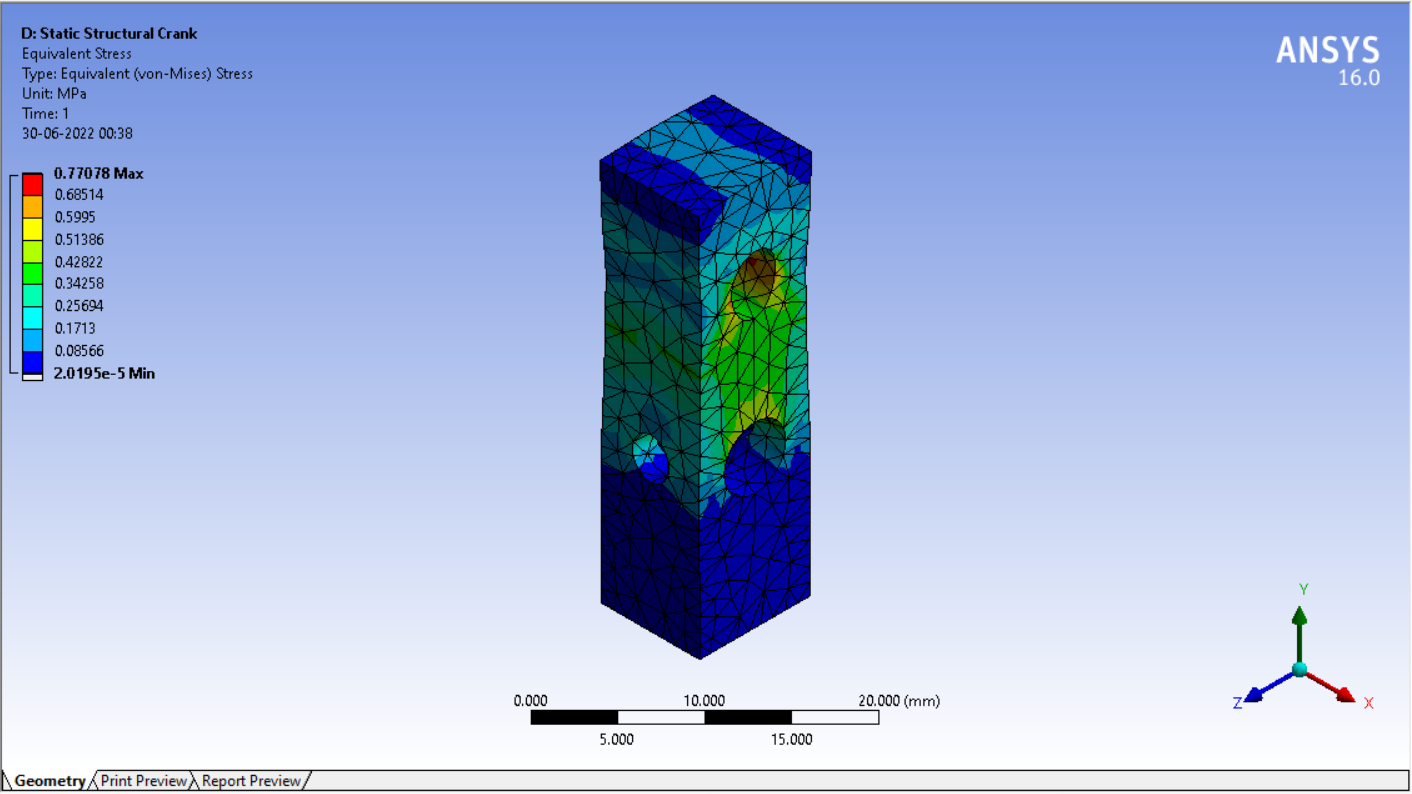 D: Static Structural Crank
Equivalent Stress
Type: Equivalent (von-Mises) Stress
Unit: MPa
Time: 1
30-06-2022 00:38
ANSYS
16.0
0.77078 Max
0.68514
0.5995
0.51386
0.42822
0.34258
0.25694
0.1713
0.08566
2.0195e-5 Min
0.000 10.000 20.000 (mm)
5.000 15.000
Y
Z X
Geometry Print Preview Report Preview